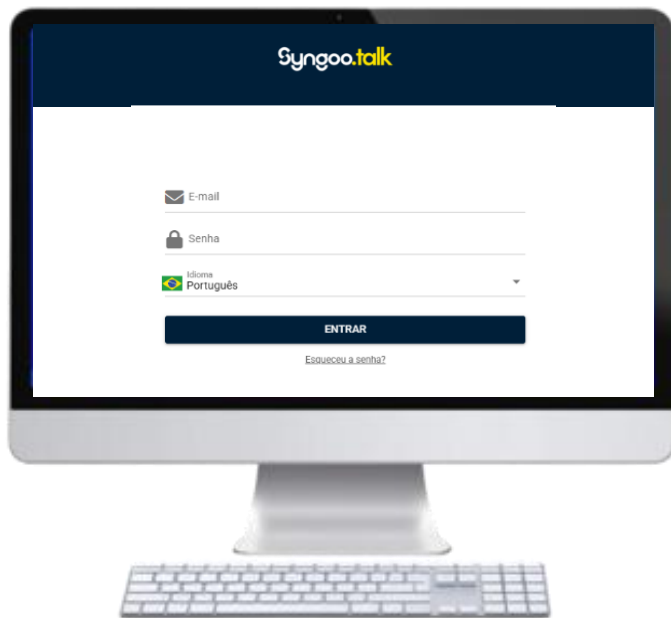 Syngoo.talk
E-mail
Senha
Idioma
Português
ENTRAR
Esqueceu a senha?